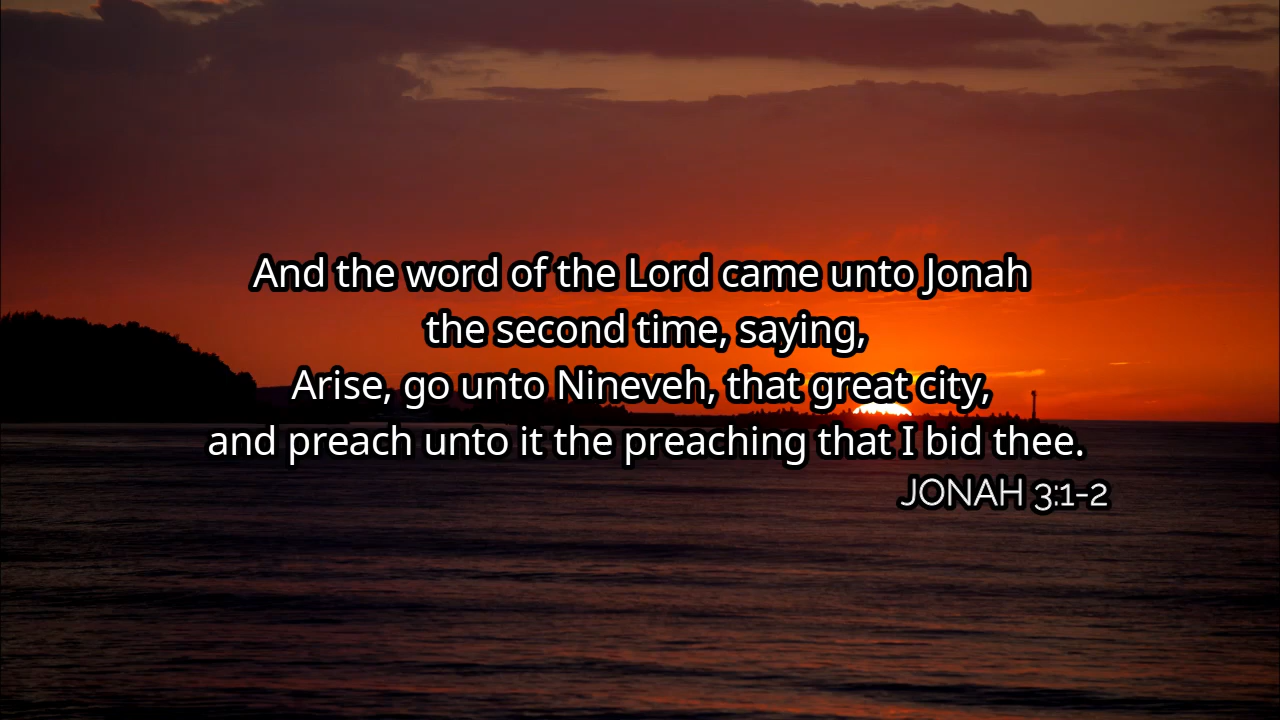 And the word of the Lord came unto Jonah
the second time, saying,
Arise, go unto Nineveh, that great city,
and preach unto it the preaching that I bid thee.
JONAH 3:1-2